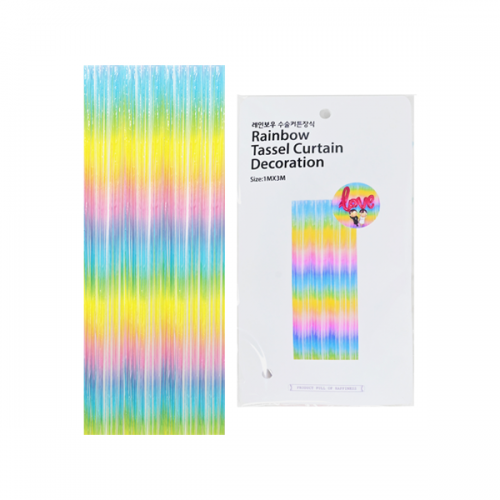 레인보우 수술커튼장식
Rainbow
Tassel Curtain
Decoration
Size:1MX3M
love